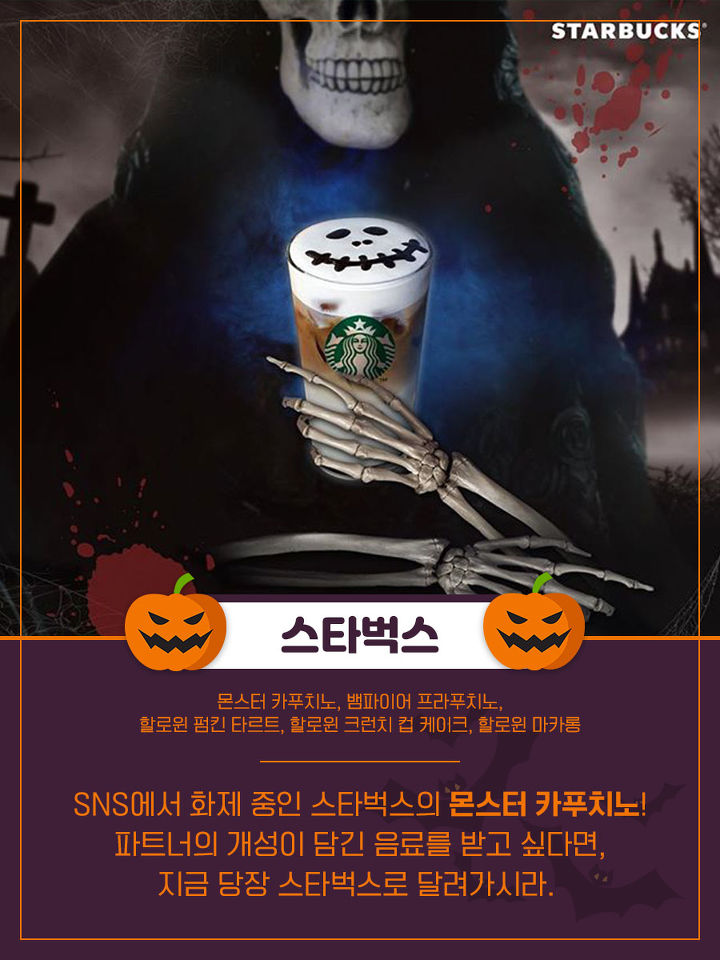 STARBUCKS®
TM
스타벅스
몬스터 카푸치노, 뱀파이어 프라푸치노,
할로윈 펌킨 타르트, 할로윈 크런치 컵 케이크, 할로윈 마카롱
SNS에서 화제 중인 스타벅스의 몬스터 카푸치노!
파트너의 개성이 담긴 음료를 받고 싶다면,
지금 당장 스타벅스로 달려가시라.